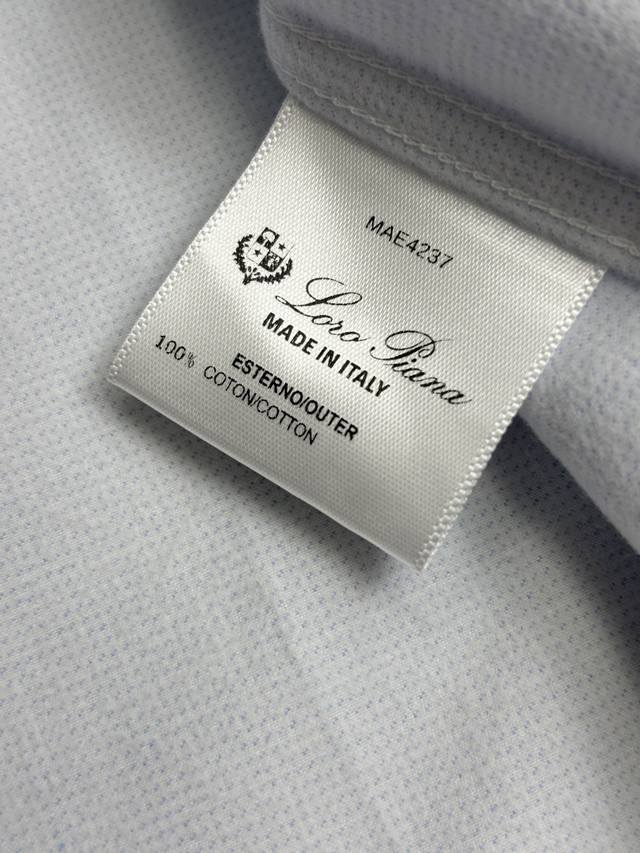 MAE4237
Loro Piana
MADE IN ITALY
ESTERNO/OUTER
100% COTON/COTTON